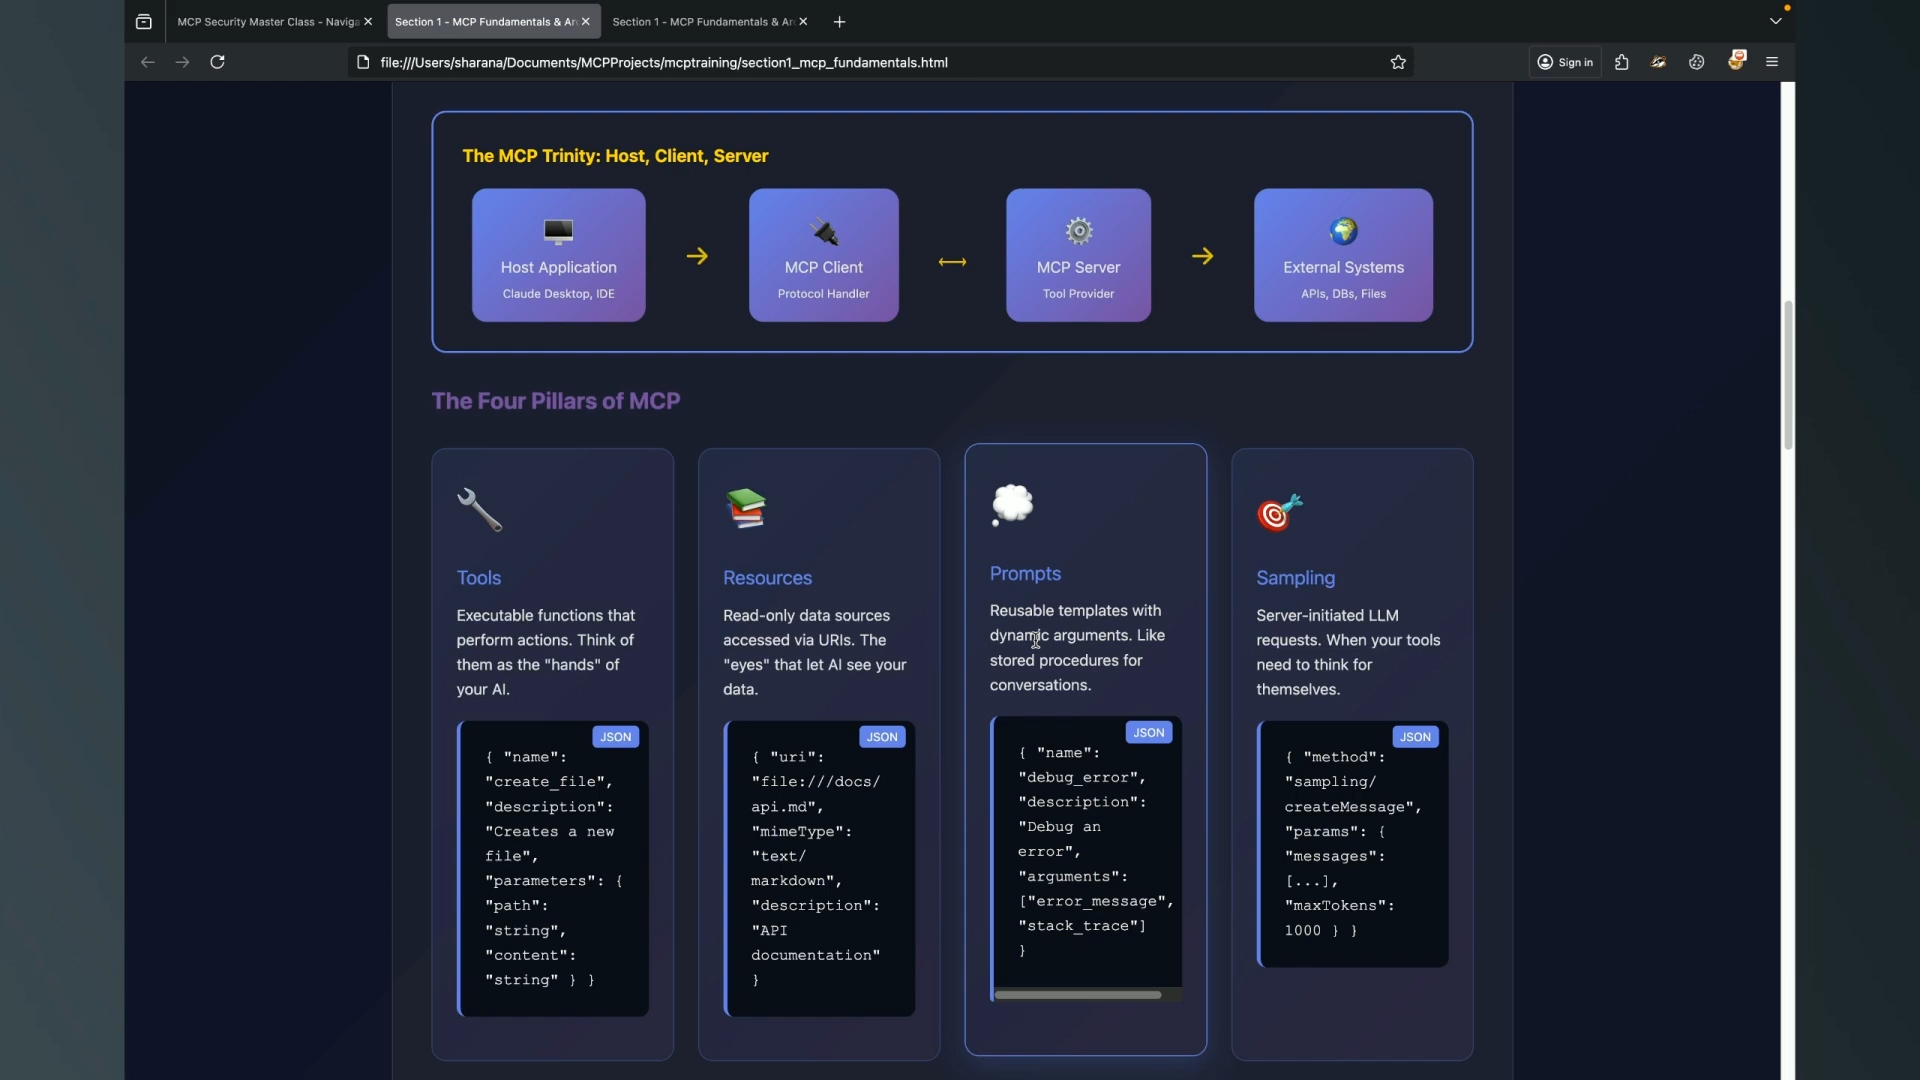 MCP Security Master Class - Naviga
Section 1 - MCP Fundamentals & Ar
Section 1 - MCP Fundamentals & Ar
file:///Users/sharana/Documents/MCPProjects/mcptraining/section1_mcp_fundamentals.html
Sign in
The MCP Trinity: Host, Client, Server
Host Application
Claude Desktop, IDE
MCP Client
Protocol Handler
MCP Server
Tool Provider
External Systems
APIs, DBs, Files
The Four Pillars of MCP
Tools
Executable functions that
perform actions. Think of
them as the "hands" of
your AI.
JSON
{ "name":
"create_file",
"description":
"Creates a new
file",
"parameters": {
"path":
"string",
"content":
"string" } }
Resources
Read-only data sources
accessed via URIs. The
"eyes" that let AI see your
data.
JSON
{ "uri":
"file:///docs/
api.md",
"mimeType":
"text/
markdown",
"description":
"API
documentation"
}
Prompts
Reusable templates with
dynamic arguments. Like
stored procedures for
conversations.
JSON
{ "name":
"debug_error",
"description":
"Debug an
error",
"arguments":
["error_message",
"stack_trace"]
}
Sampling
Server-initiated LLM
requests. When your tools
need to think for
themselves.
JSON
{ "method":
"sampling/
createMessage",
"params": {
"messages":
[...],
"maxTokens":
1000 } }